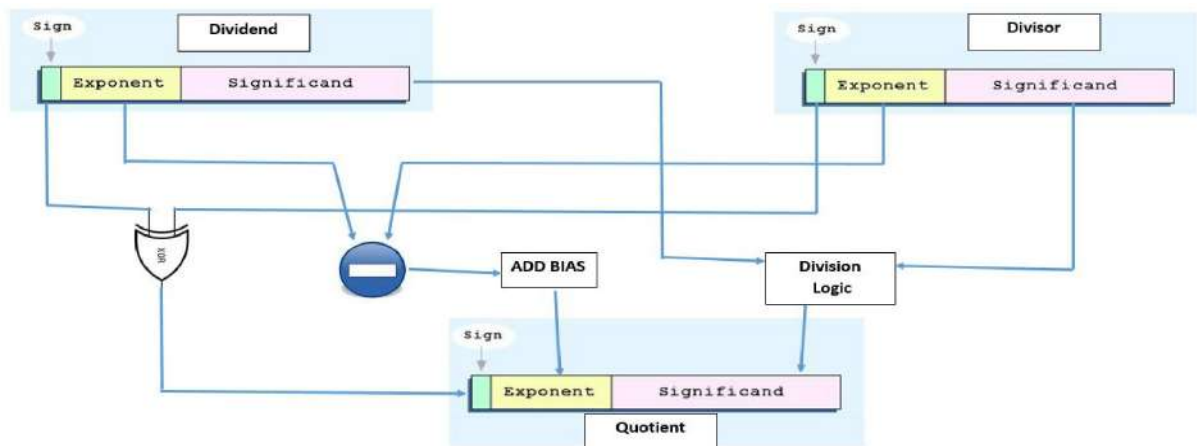 Sign
Dividend
Exponent Significand
Sign
Divisor
Exponent Significand
XOR
ADD BIAS
Division
Logic
Sign
Exponent Significand
Quotient